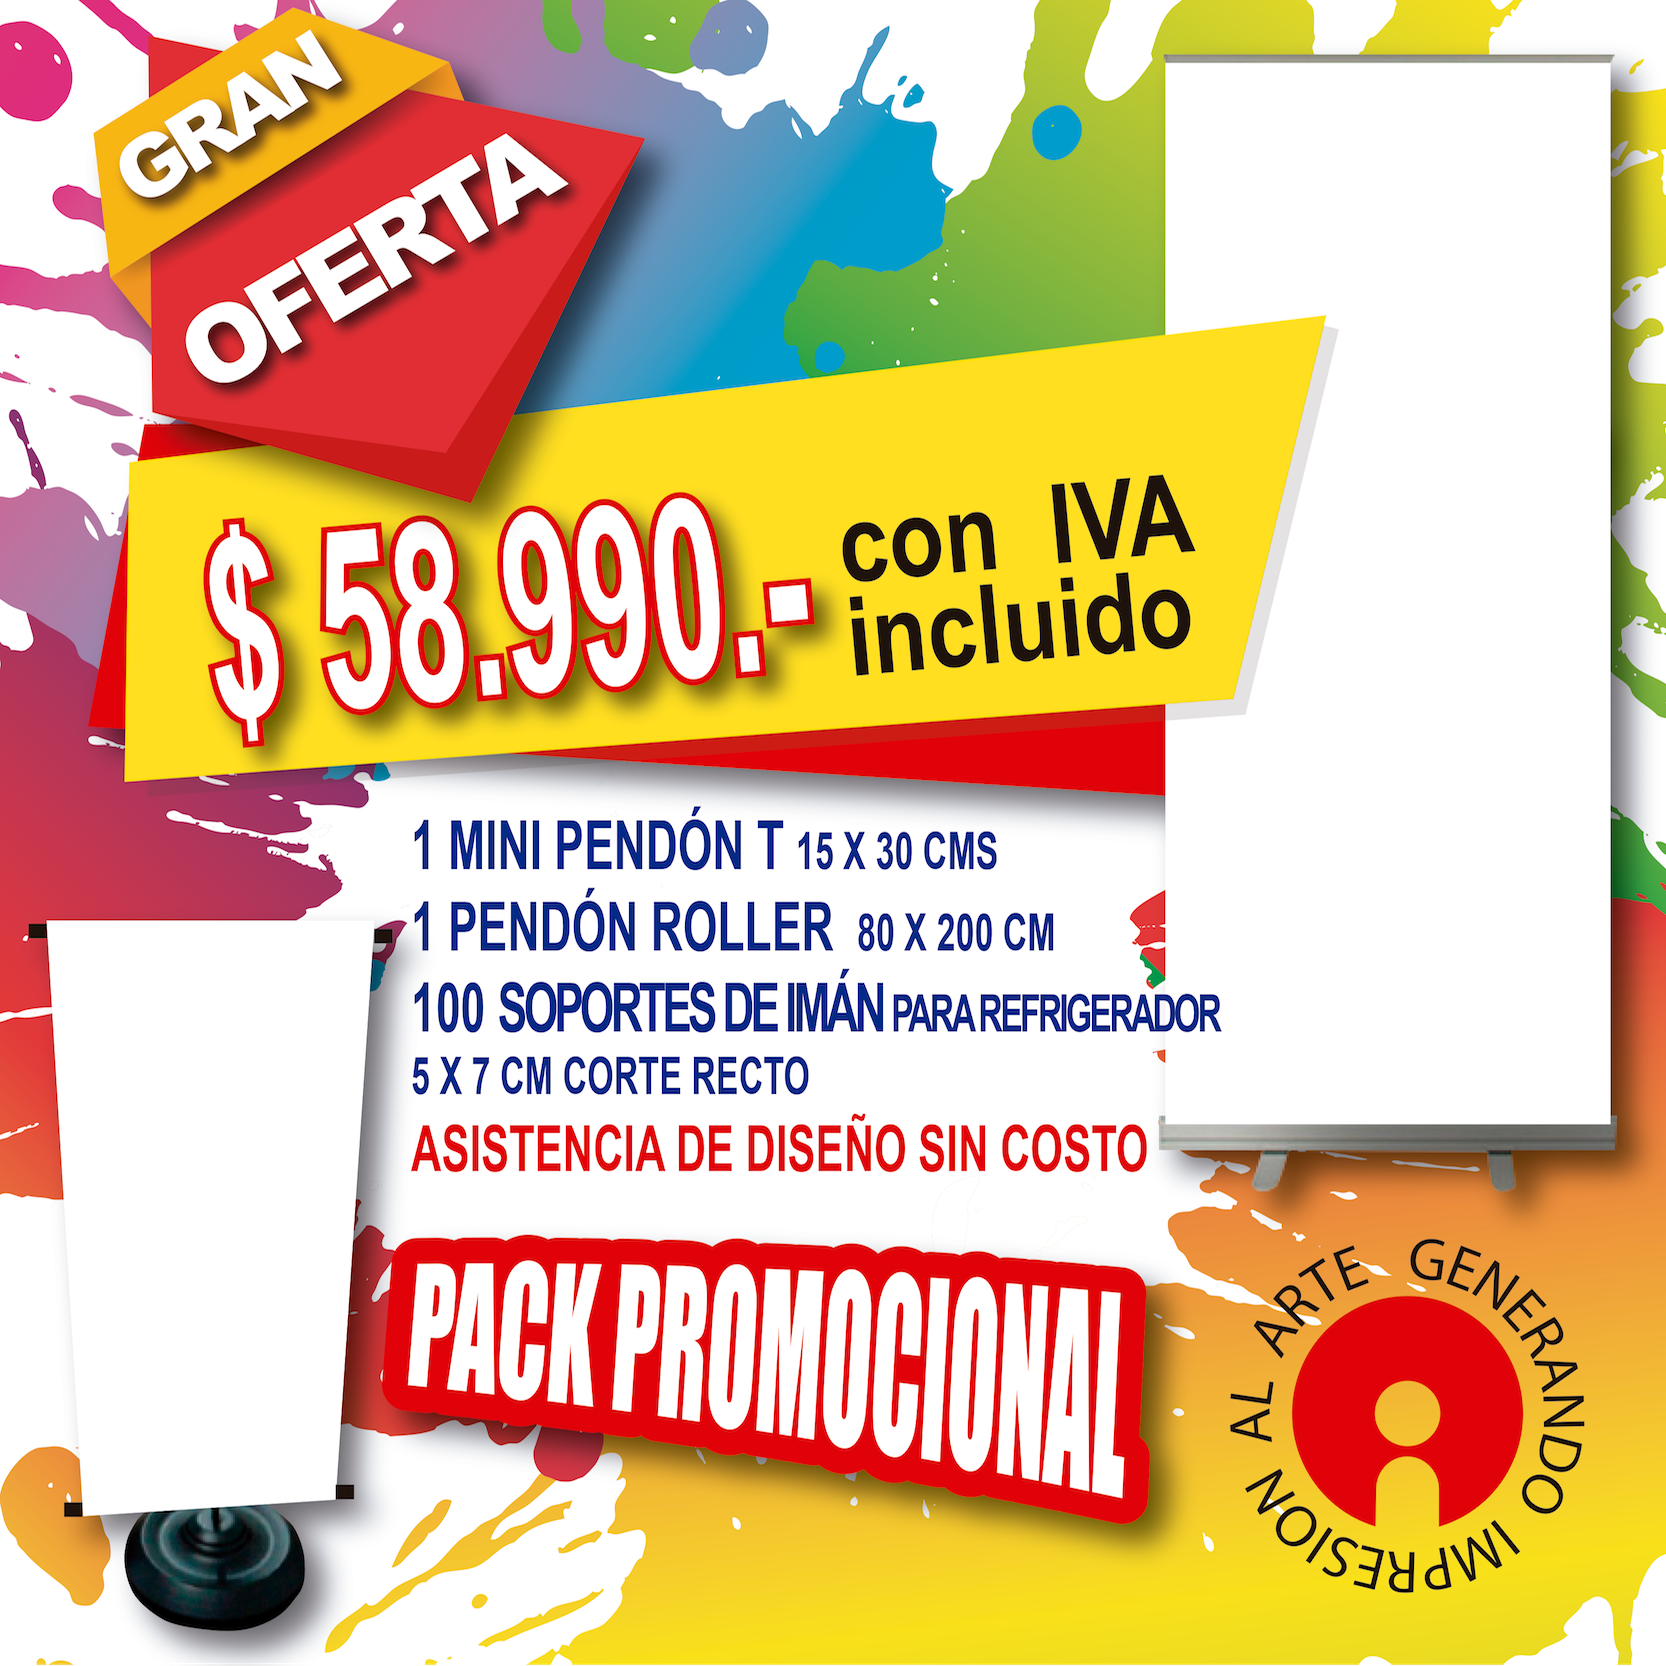 GRAN
OFERTA
$ 58.990.-
con IVA
incluido
1 MINI PENDÓN T 15 X 30 CMS
1 PENDÓN ROLLER 80 X 200 CM
100 SOPORTES DE IMÁN PARA REFRIGERADOR
5 X 7 CM CORTE RECTO
ASISTENCIA DE DISEÑO SIN COSTO
PACK PROMOCIONAL
GENERANDO IMPRESION AL ARTE